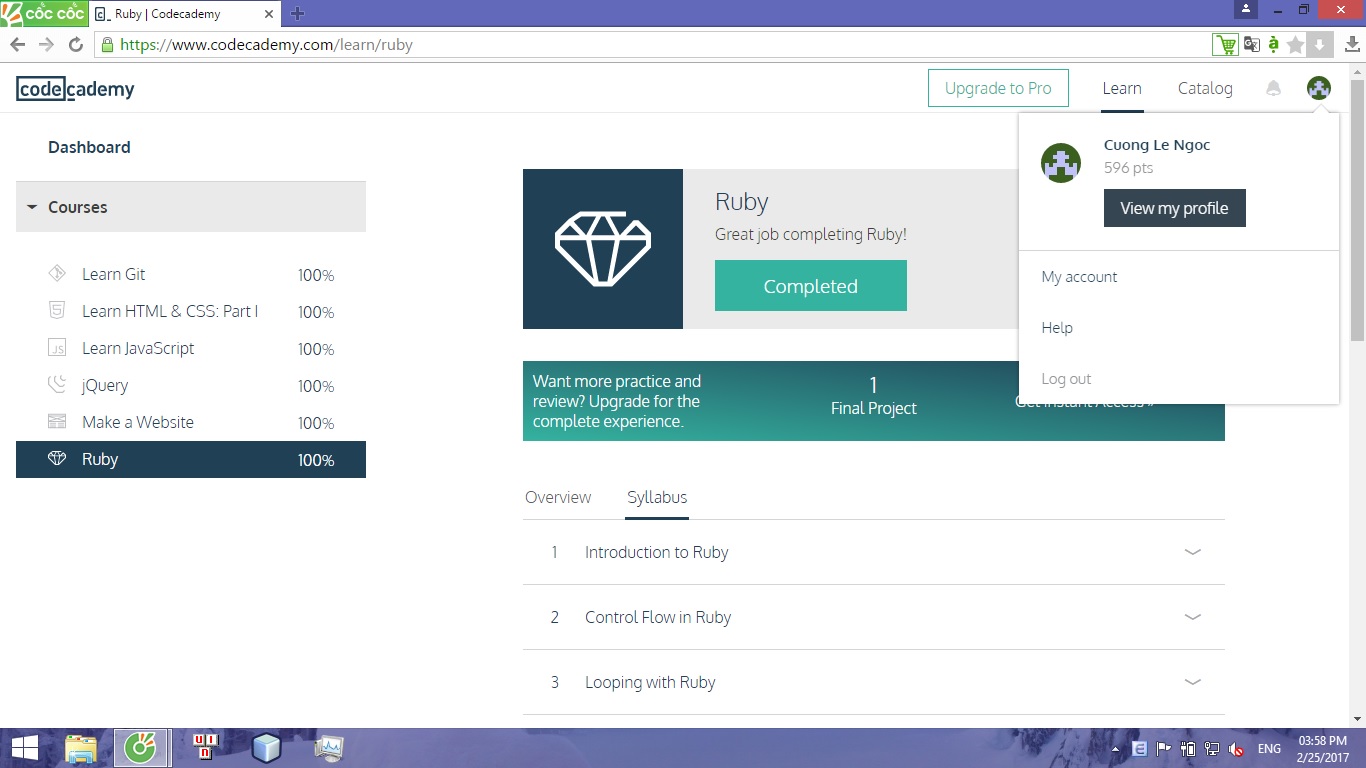 CỐC CỐC
Ruby | Codecademy
https://www.codecademy.com/learn/ruby
codecademy
Upgrade to Pro
Learn
Catalog
Dashboard
Courses
Learn Git 100%
Learn HTML & CSS: Part I 100%
Learn JavaScript 100%
jQuery 100%
Make a Website 100%
Ruby 100%
Ruby
Great job completing Ruby!
Completed
Cuong Le Ngoc
596 pts
View my profile
My account
Help
Log out
Want more practice and
review? Upgrade for the
complete experience.
1
Final Project
Get Instant Access »
Overview
Syllabus
1 Introduction to Ruby
2 Control Flow in Ruby
3 Looping with Ruby
ENG
03:58 PM
2/25/2017